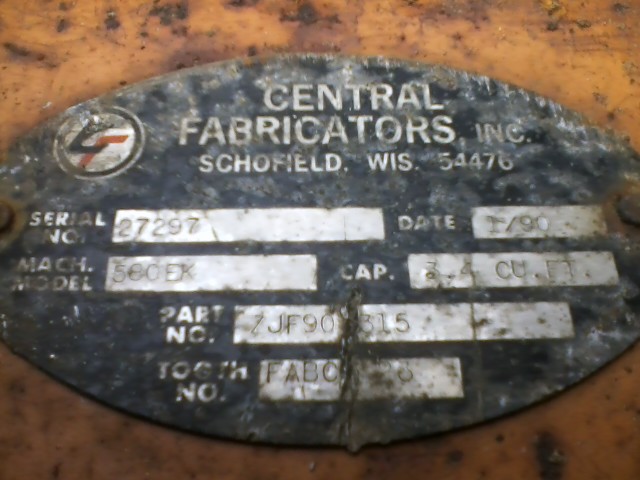 CENTRAL
FABRICATORS, INC.
SCHOFIELD, WIS. 54476
SERIAL NO. 27297 DATE 1/90
MACH. MODEL 580EK CAP. 3.4 CU.FT.
PART NO.
TOOTH NO.